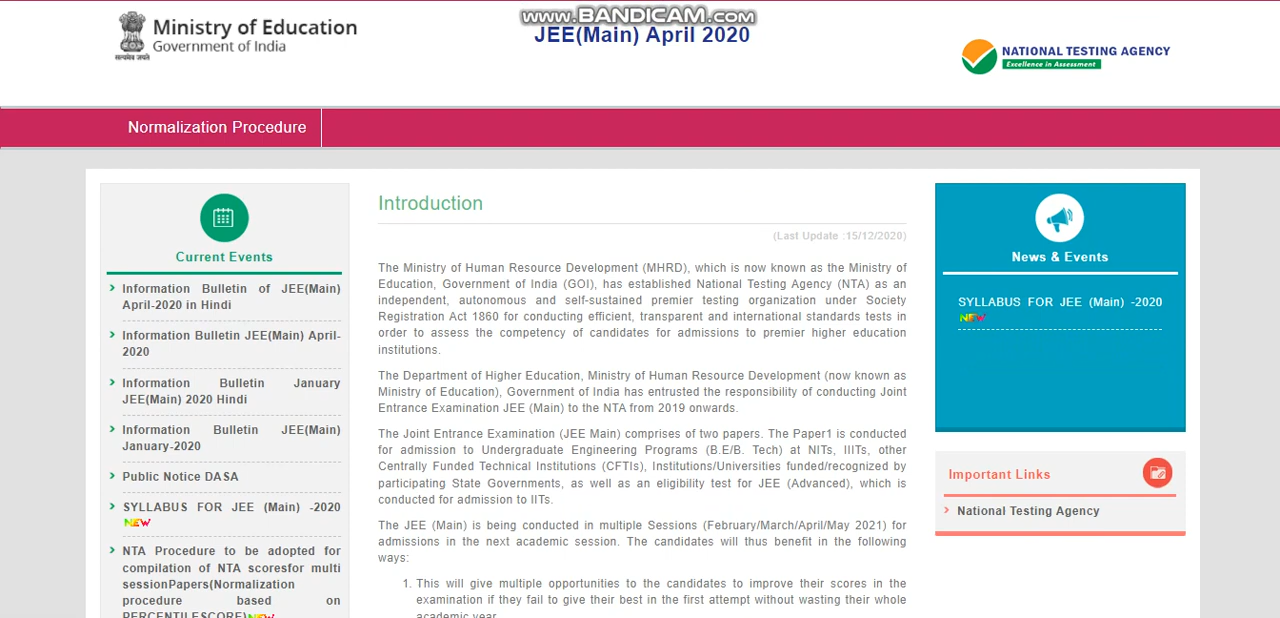 www.BANDICAM.com
Ministry of Education
Government of India
सत्यमेव जयते
JEE(Main) April 2020
NATIONAL TESTING AGENCY
Excellence in Assessment
Normalization Procedure
Current Events
Information Bulletin of JEE(Main)
April-2020 in Hindi
Information Bulletin JEE(Main) April-
2020
Information Bulletin January
JEE(Main) 2020 Hindi
Information Bulletin JEE(Main)
January-2020
Public Notice DASA
SYLLABUS FOR JEE (Main) -2020
NEW
NTA Procedure to be adopted for
compilation of NTA scoresfor multi
sessionPapers(Normalization
procedure based on
PERCENTILESCORE)NEW
Introduction
(Last Update :15/12/2020)
The Ministry of Human Resource Development (MHRD), which is now known as the Ministry of
Education, Government of India (GOI), has established National Testing Agency (NTA) as an
independent, autonomous and self-sustained premier testing organization under Society
Registration Act 1860 for conducting efficient, transparent and international standards tests in
order to assess the competency of candidates for admissions to premier higher education
institutions.
The Department of Higher Education, Ministry of Human Resource Development (now known as
Ministry of Education), Government of India has entrusted the responsibility of conducting Joint
Entrance Examination JEE (Main) to the NTA from 2019 onwards.
The Joint Entrance Examination (JEE Main) comprises of two papers. The Paper1 is conducted
for admission to Undergraduate Engineering Programs (B.E/B. Tech) at NITs, IIITs, other
Centrally Funded Technical Institutions (CFTIs), Institutions/Universities funded/recognized by
participating State Governments, as well as an eligibility test for JEE (Advanced), which is
conducted for admission to IITs.
The JEE (Main) is being conducted in multiple Sessions (February/March/April/May 2021) for
admissions in the next academic session. The candidates will thus benefit in the following
ways:
1. This will give multiple opportunities to the candidates to improve their scores in the
examination if they fail to give their best in the first attempt without wasting their whole
academic year.
News & Events
SYLLABUS FOR JEE (Main) -2020
NEW
Important Links
National Testing Agency